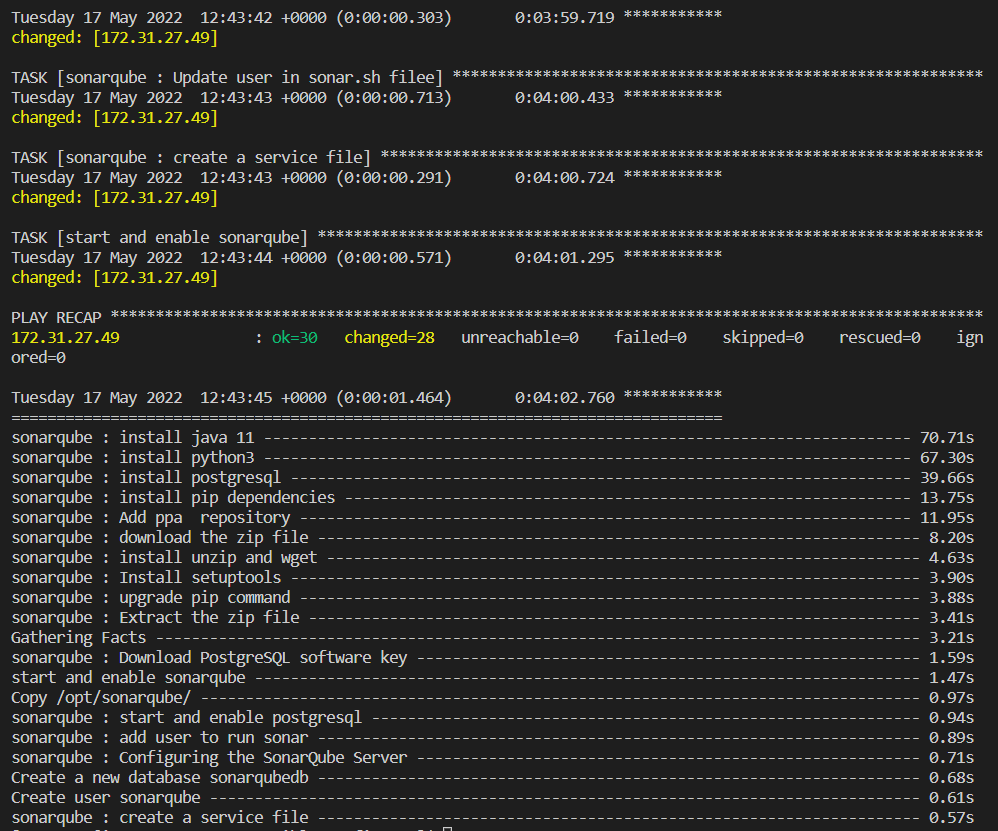 Tuesday 17 May 2022  12:43:42 +0000 (0:00:00.303)       0:03:59.719 ***********
changed: [172.31.27.49]
TASK [sonarqube : Update user in sonar.sh filee] ***********************************************************
Tuesday 17 May 2022  12:43:43 +0000 (0:00:00.713)       0:04:00.433 ***********
changed: [172.31.27.49]
TASK [sonarqube : create a service file] *******************************************************************
Tuesday 17 May 2022  12:43:43 +0000 (0:00:00.291)       0:04:00.724 ***********
changed: [172.31.27.49]
TASK [start and enable sonarqube] **************************************************************************
Tuesday 17 May 2022  12:43:44 +0000 (0:00:00.571)       0:04:01.295 ***********
changed: [172.31.27.49]
PLAY RECAP *************************************************************************************************
172.31.27.49               : ok=30   changed=28   unreachable=0    failed=0    skipped=0    rescued=0    ign
ored=0
Tuesday 17 May 2022  12:43:45 +0000 (0:00:01.464)       0:04:02.760 ***********
===============================================================================
sonarqube : install java 11 ------------------------------------------------------------------------ 70.71s
sonarqube : install python3 ------------------------------------------------------------------------ 67.30s
sonarqube : install postgresql --------------------------------------------------------------------- 39.66s
sonarqube : install pip dependencies --------------------------------------------------------------- 13.75s
sonarqube : Add ppa  repository -------------------------------------------------------------------- 11.95s
sonarqube : download the zip file ------------------------------------------------------------------- 8.20s
sonarqube : install unzip and wget ------------------------------------------------------------------ 4.63s
sonarqube : Install setuptools ---------------------------------------------------------------------- 3.90s
sonarqube : upgrade pip command --------------------------------------------------------------------- 3.88s
sonarqube : Extract the zip file -------------------------------------------------------------------- 3.41s
Gathering Facts ------------------------------------------------------------------------------------- 3.21s
sonarqube : Download PostgreSQL software key -------------------------------------------------------- 1.59s
start and enable sonarqube -------------------------------------------------------------------------- 1.47s
Copy /opt/sonarqube/ -------------------------------------------------------------------------------- 0.97s
sonarqube : start and enable postgresql ------------------------------------------------------------- 0.94s
sonarqube : add user to run sonar ------------------------------------------------------------------- 0.89s
sonarqube : Configuring the SonarQube Server -------------------------------------------------------- 0.71s
Create a new database sonarqubedb ------------------------------------------------------------------- 0.68s
Create user sonarqube ------------------------------------------------------------------------------- 0.61s
sonarqube : create a service file ------------------------------------------------------------------- 0.57s